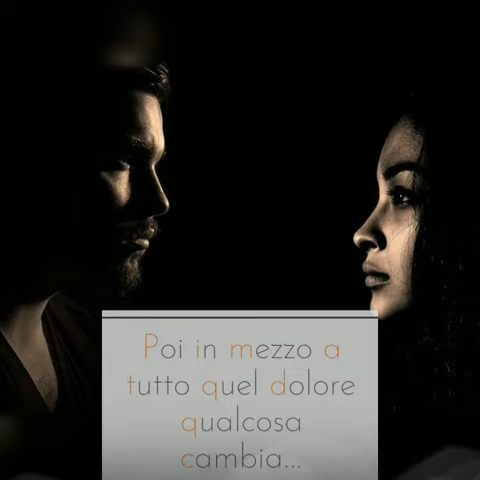 Poi in mezzo a
tutto quel dolore
qualcosa
cambia...